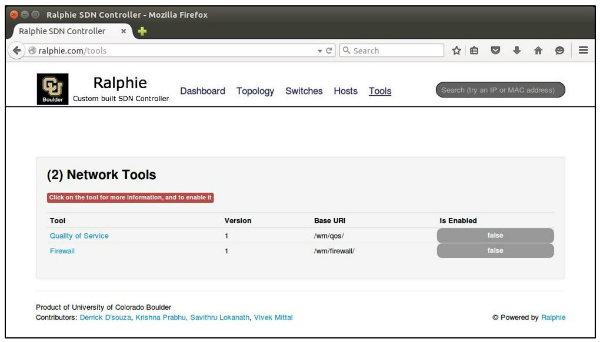 Ralphie SDN Controller - Mozilla Firefox
Ralphie SDN Controller
ralphie.com/tools
Search
CU
Boulder
Ralphie
Custom built SDN Controller
Dashboard Topology Switches Hosts Tools
Search (try an IP or MAC address)
(2) Network Tools
Click on the tool for more information, and to enable it
Tool Version Base URI Is Enabled
Quality of Service 1 /wm/qos/ false
Firewall 1 /wm/firewall/ false
Product of University of Colorado Boulder
Contributors: Derrick D'souza, Krishna Prabhu, Savithru Lokanath, Vivek Mittal
© Powered by Ralphie